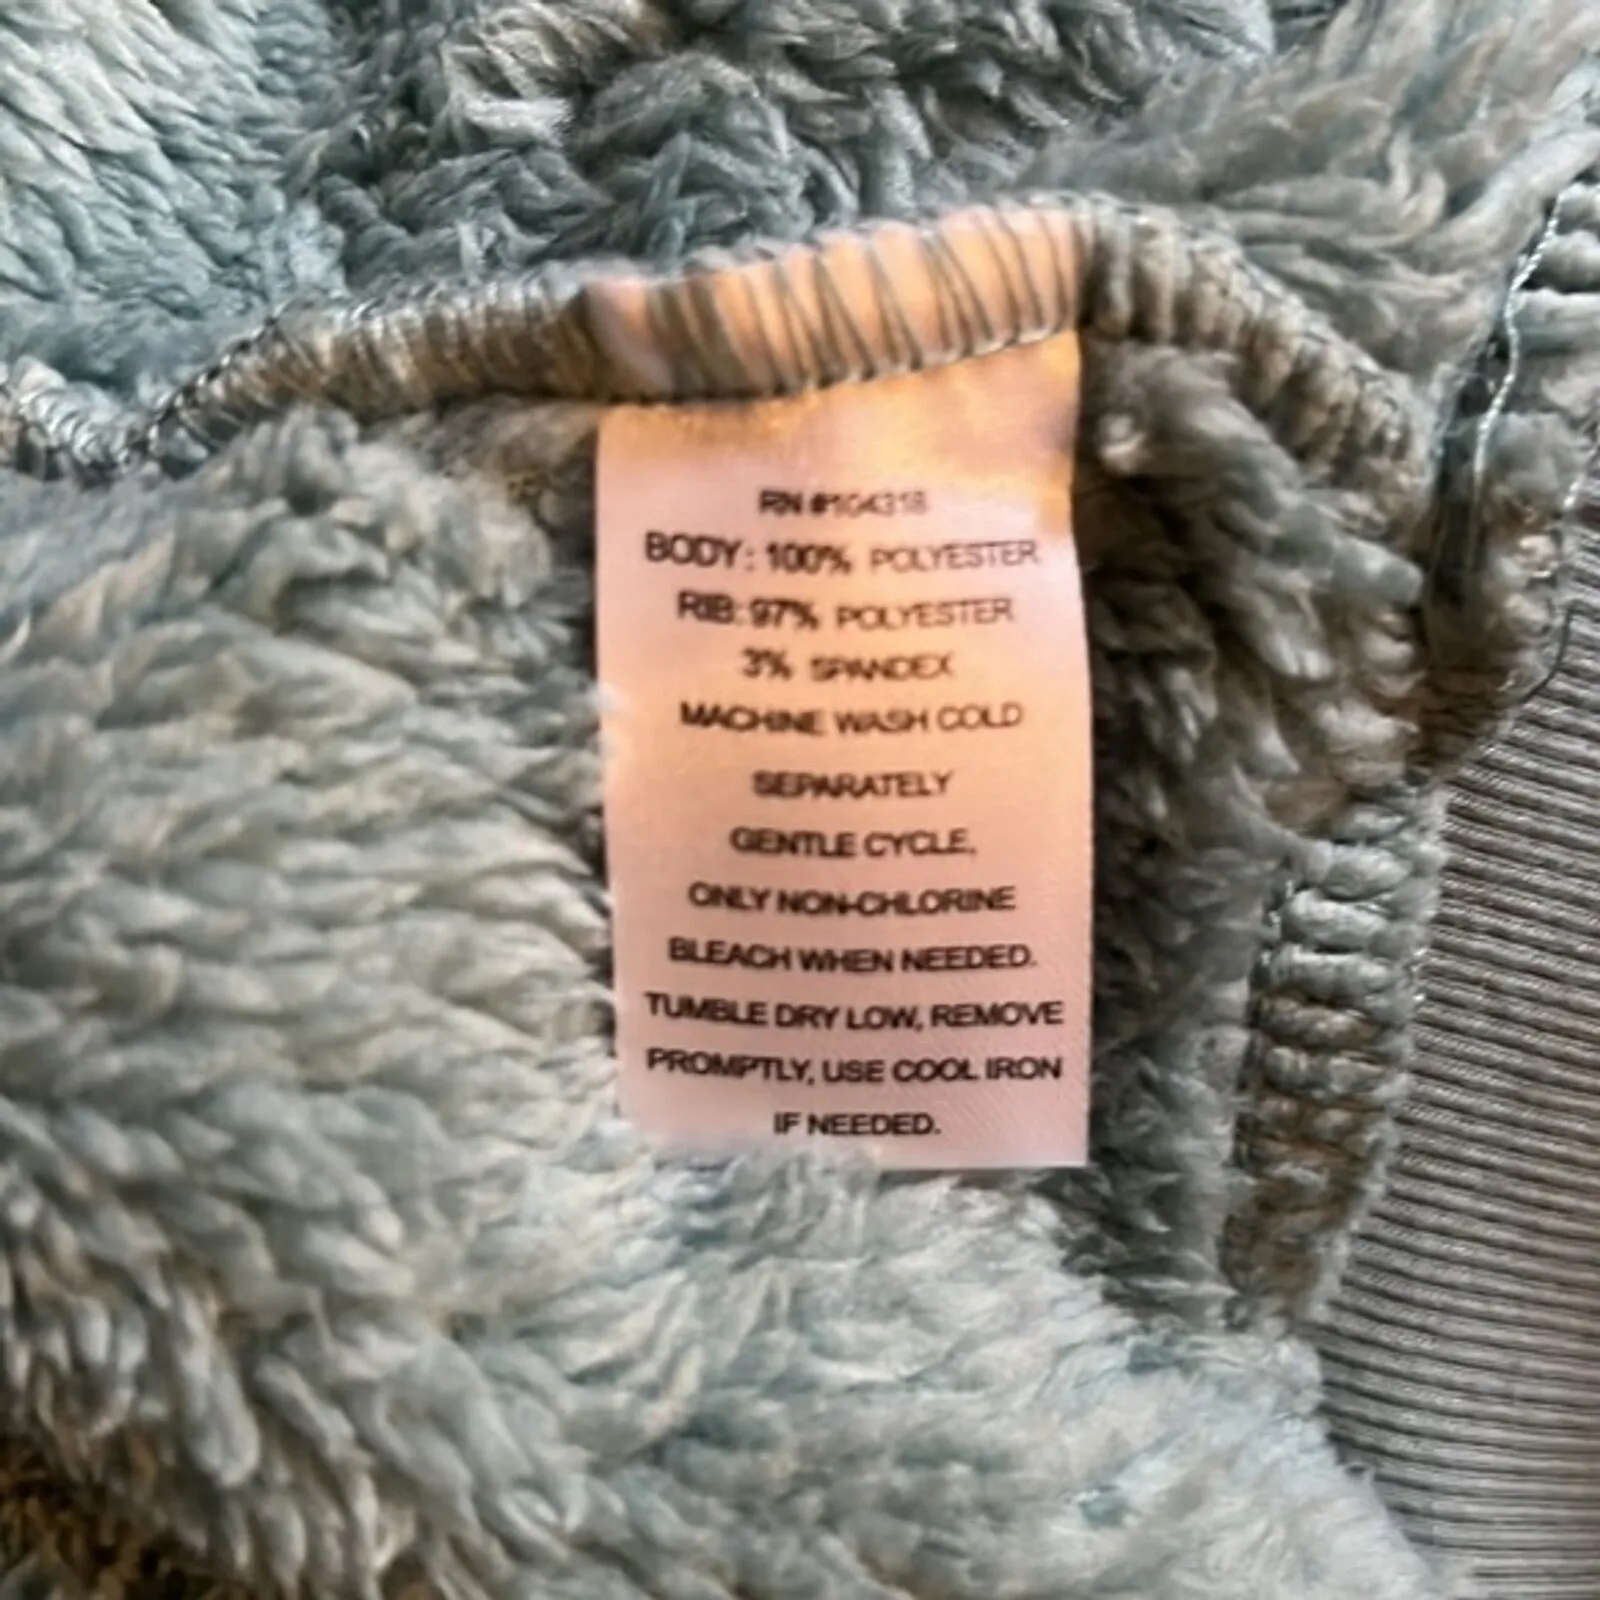 RN #104318
BODY: 100% POLYESTER
RIB: 97% POLYESTER
3% SPANDEX
MACHINE WASH COLD
SEPARATELY
GENTLE CYCLE,
ONLY NON-CHLORINE
BLEACH WHEN NEEDED.
TUMBLE DRY LOW, REMOVE
PROMPTLY, USE COOL IRON
IF NEEDED.